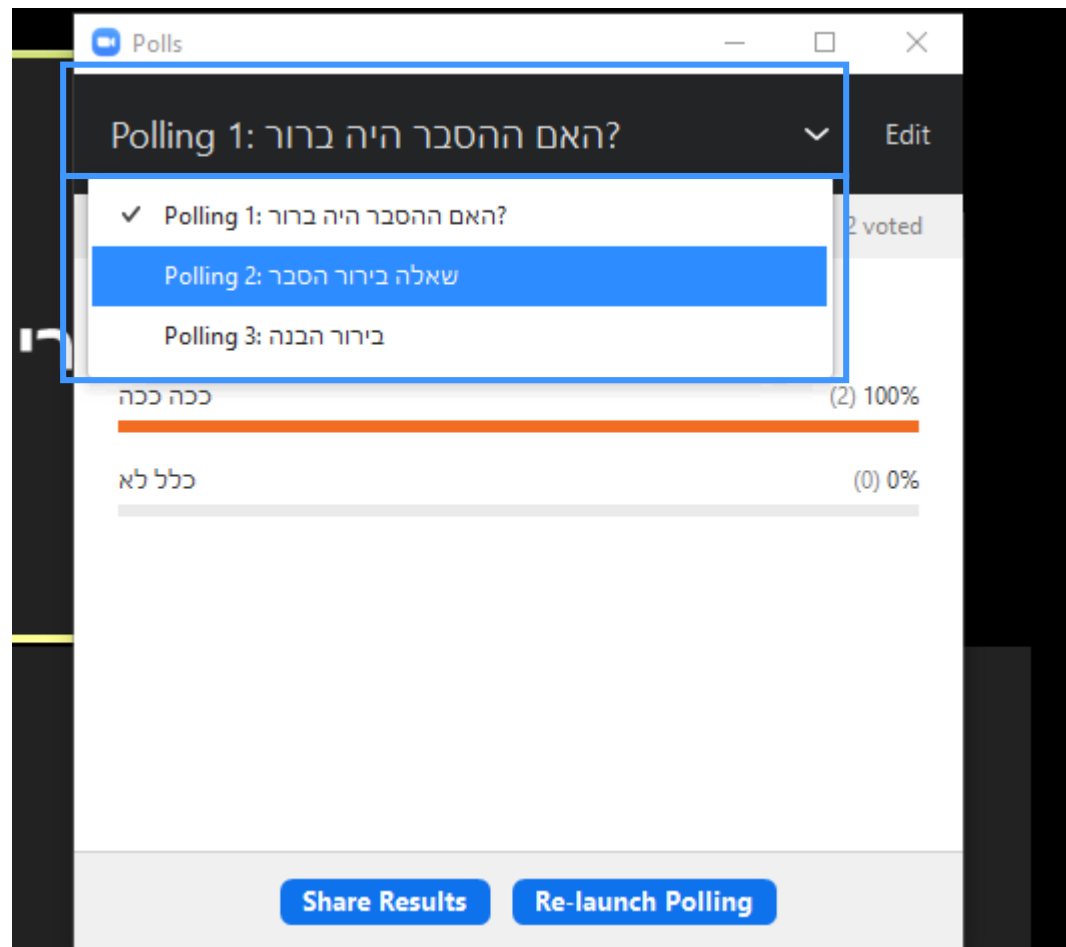 Polls
Polling 1: האם ההסבר היה ברור?
Edit
Polling 1: האם ההסבר היה ברור?
2 voted
Polling 2: שאלה בירור הסבר
Polling 3: בירור הבנה
רי
ככה ככה (2) 100%
כלל לא (0) 0%
Share Results Re-launch Polling